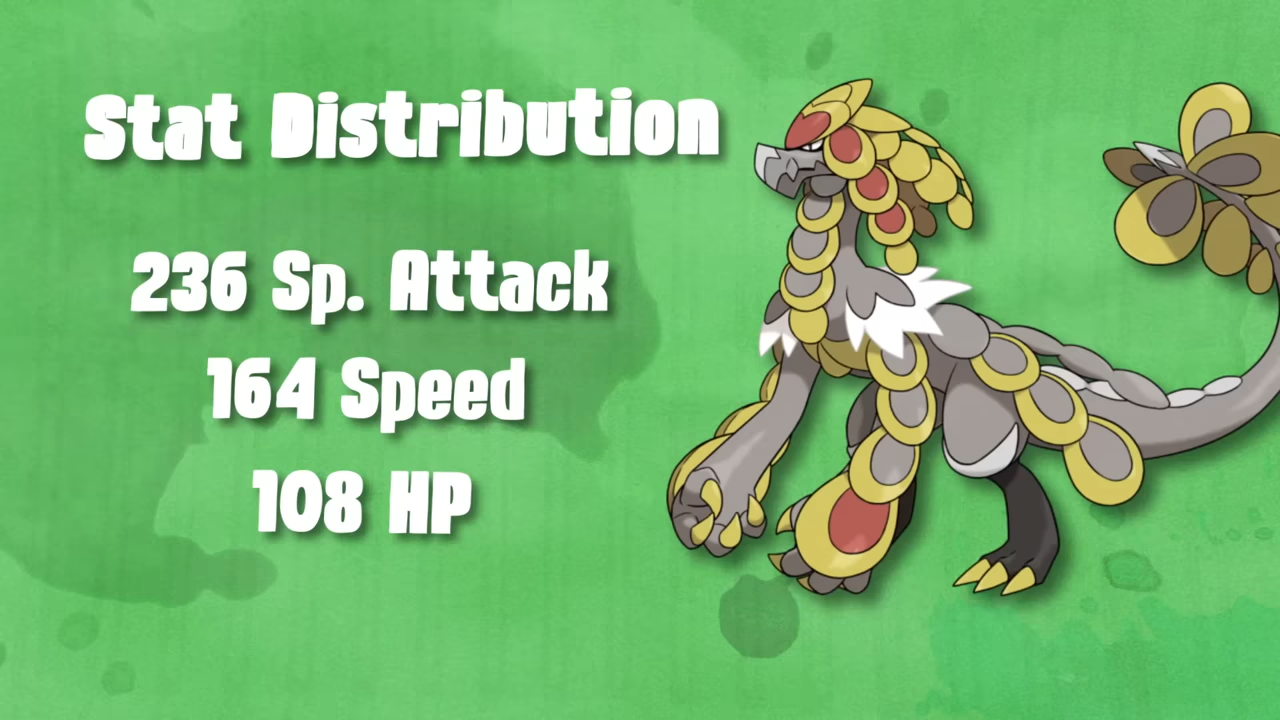 Stat Distribution
236 Sp. Attack
164 Speed
108 HP